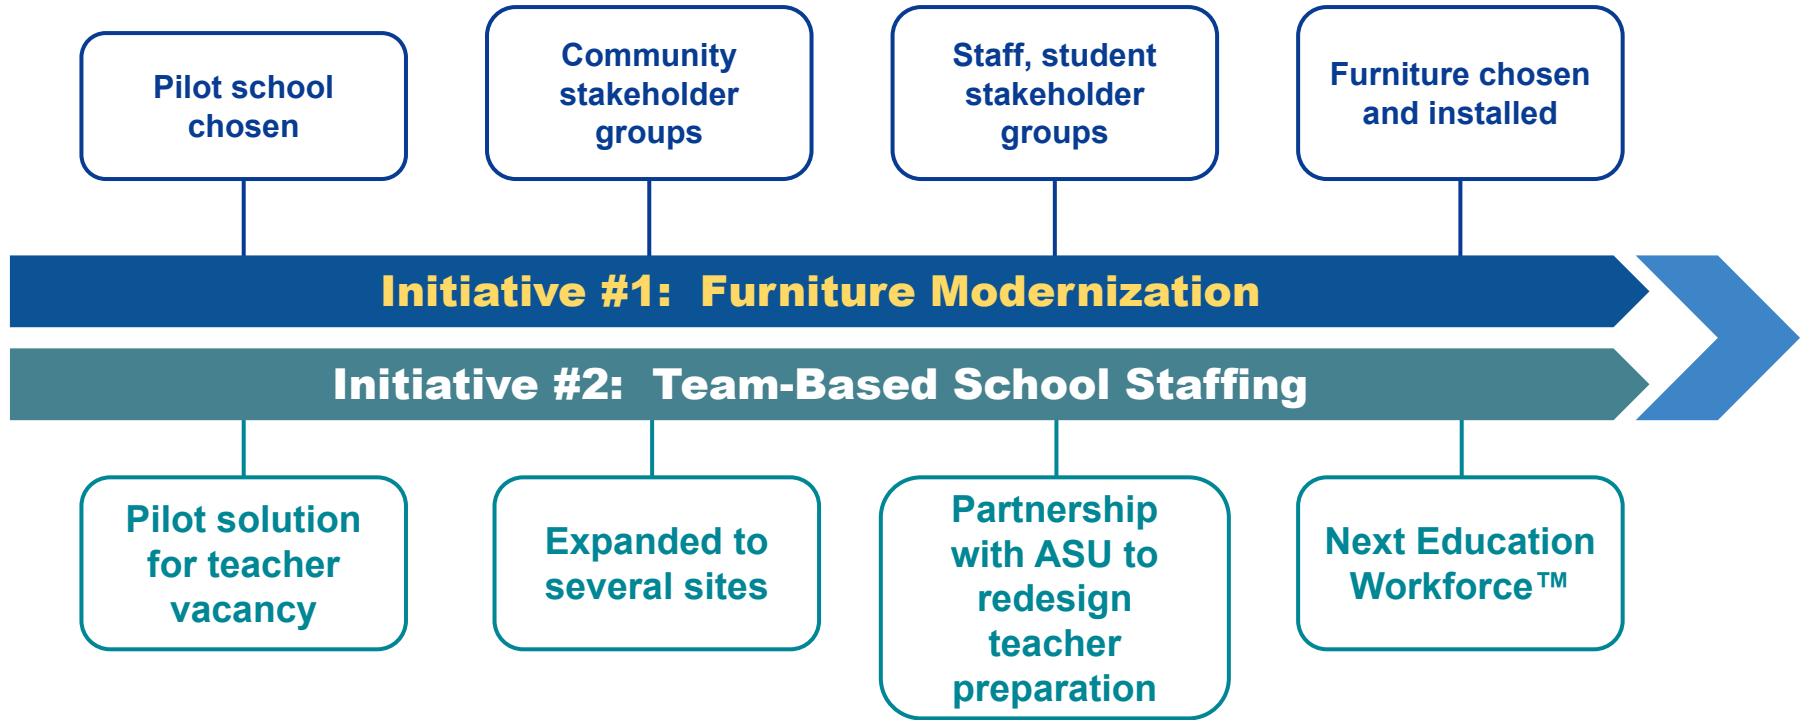 Pilot school
chosen
Community
stakeholder
groups
Staff, student
stakeholder
groups
Furniture chosen
and installed
Initiative #1:  Furniture Modernization
Initiative #2:  Team-Based School Staffing
Pilot solution
for teacher
vacancy
Expanded to
several sites
Partnership
with ASU to
redesign
teacher
preparation
Next Education
Workforce™